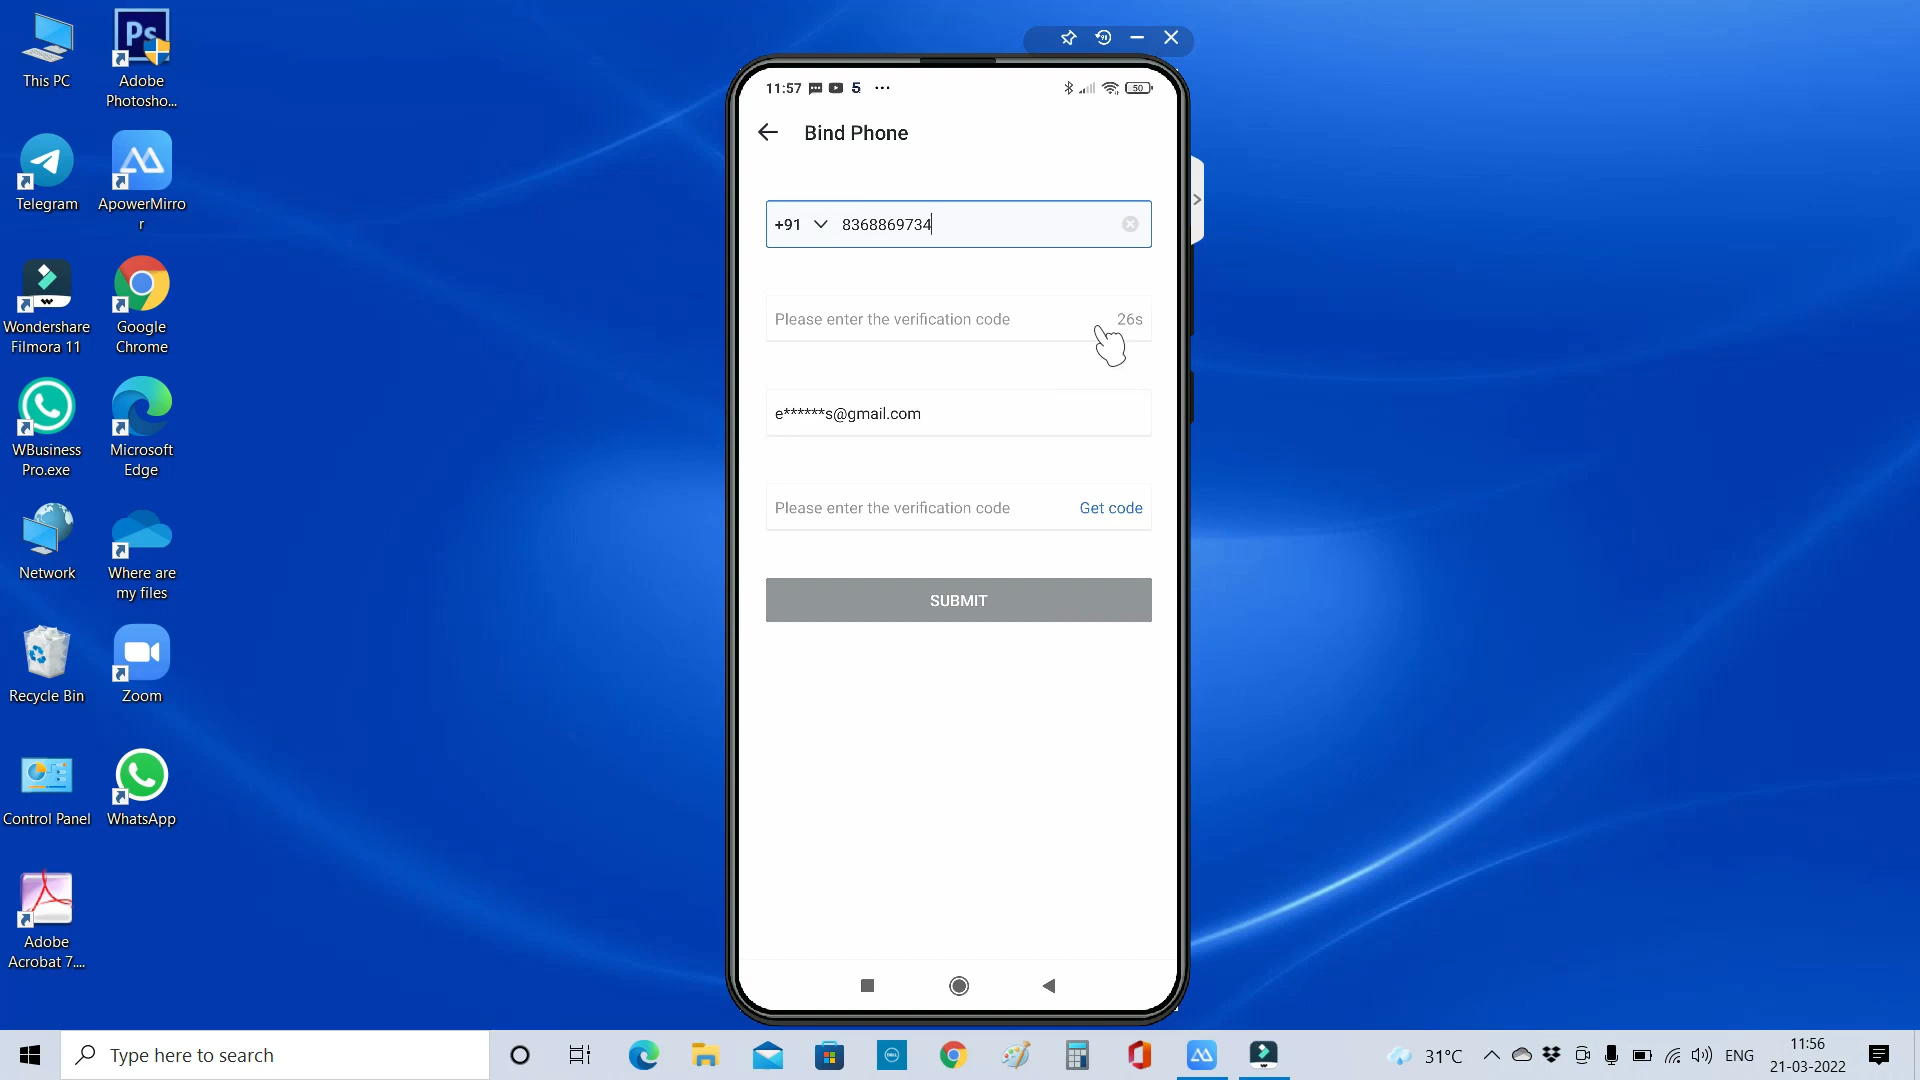 This PC
Adobe
Photosho...
Telegram
ApowerMirro
r
Wondershare
Filmora 11
Google
Chrome
WBusiness
Pro.exe
Microsoft
Edge
Network
Where are
my files
Recycle Bin
Zoom
Control Panel
WhatsApp
Adobe
Acrobat 7....
Ps
11:57 5 ...
50
Bind Phone
+91 8368869734
Please enter the verification code 26s
e******s@gmail.com
Please enter the verification code Get code
SUBMIT
Type here to search
DELL
31°C
ENG
11:56
21-03-2022